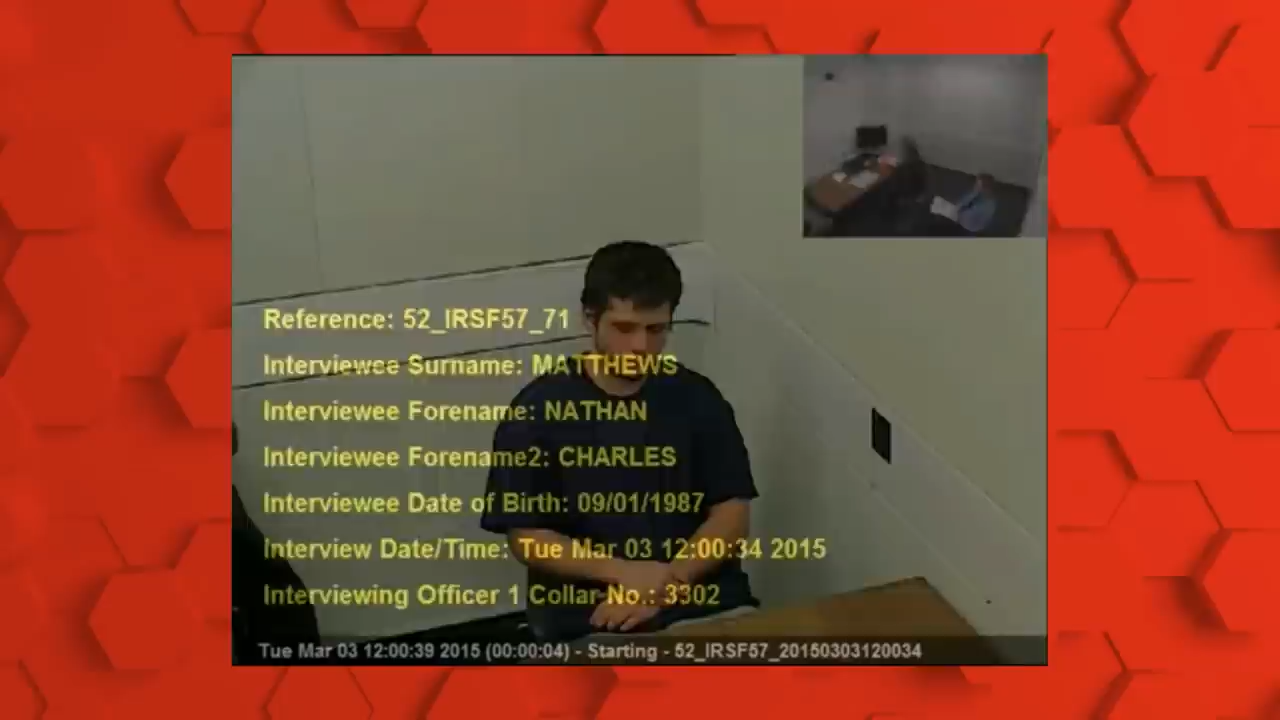 Reference: 52_IRSF57_71
Interviewee Surname: MATTHEWS
Interviewee Forename: NATHAN
Interviewee Forename2: CHARLES
Interviewee Date of Birth: 09/01/1987
Interview Date/Time: Tue Mar 03 12:00:34 2015
Interviewing Officer 1 Collar No.: 3302
Tue Mar 03 12:00:39 2015 (00:00:04) - Starting - 52_IRSF57_20150303120034